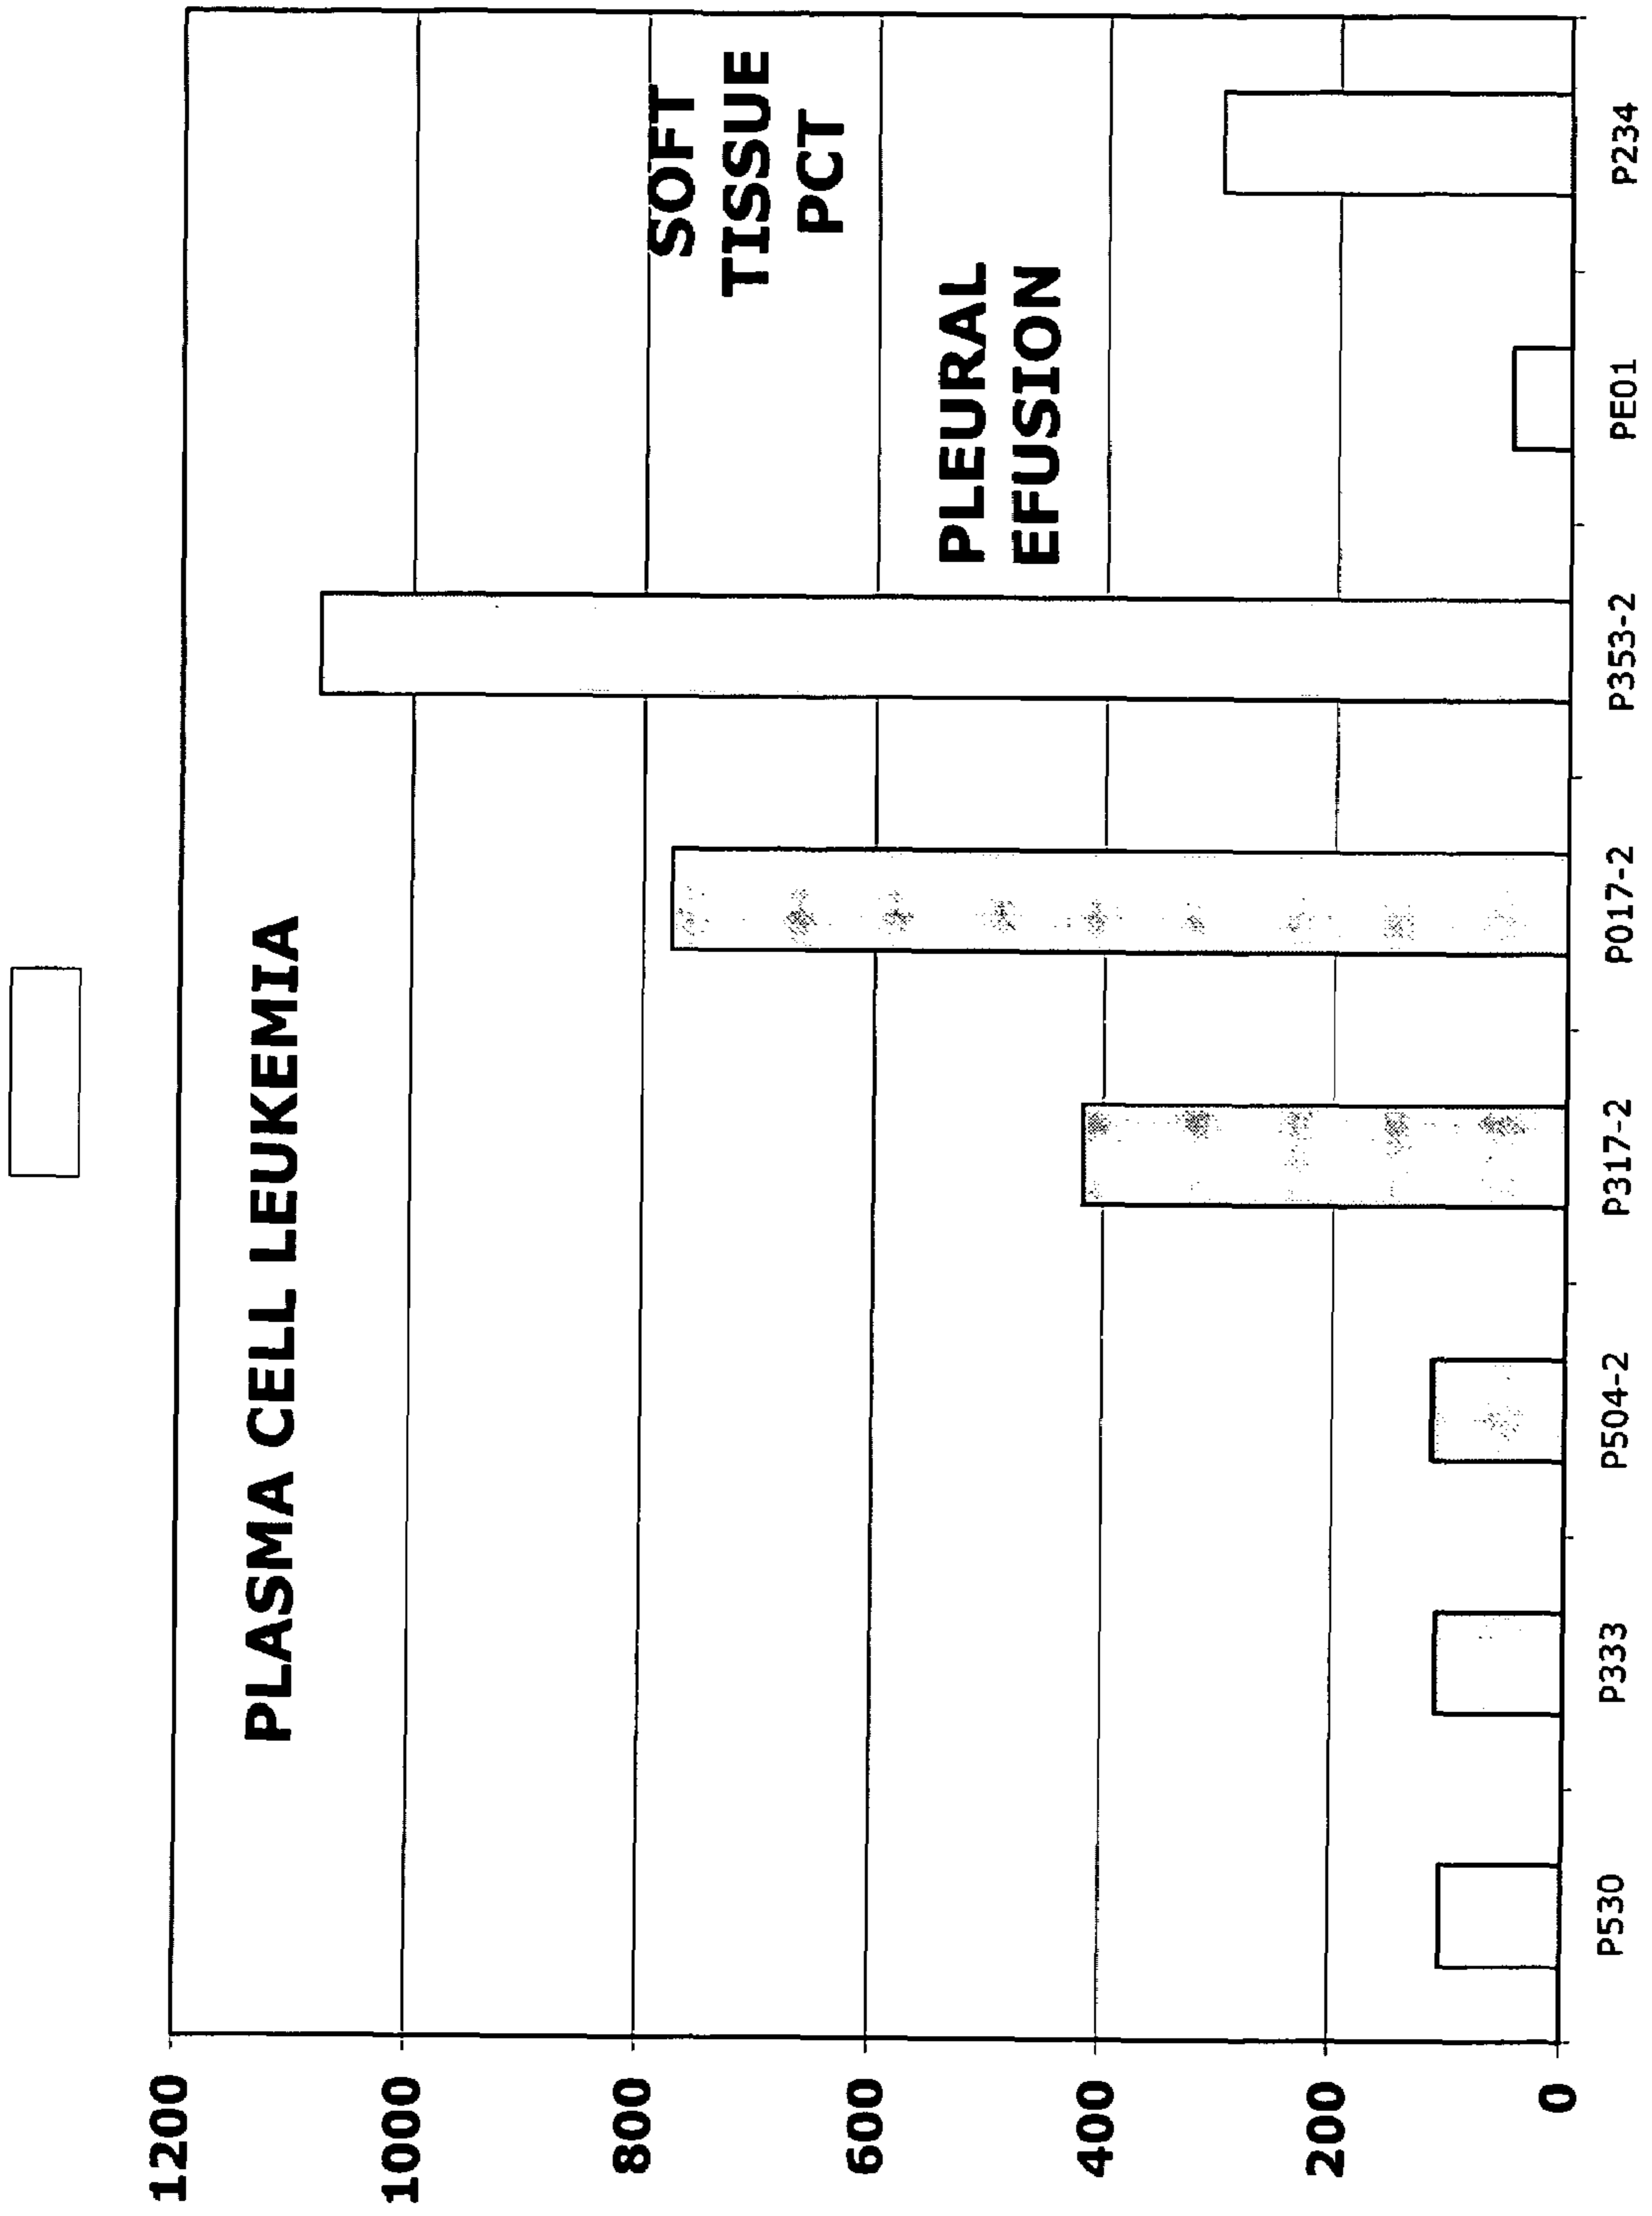 PLASMA CELL LEUKEMIA
SOFT
TISSUE
PCT
PLEURAL
EFUSION
1200
1000
800
600
400
200
0
P530
P333
P504-2
P317-2
P017-2
P353-2
PE01
P234